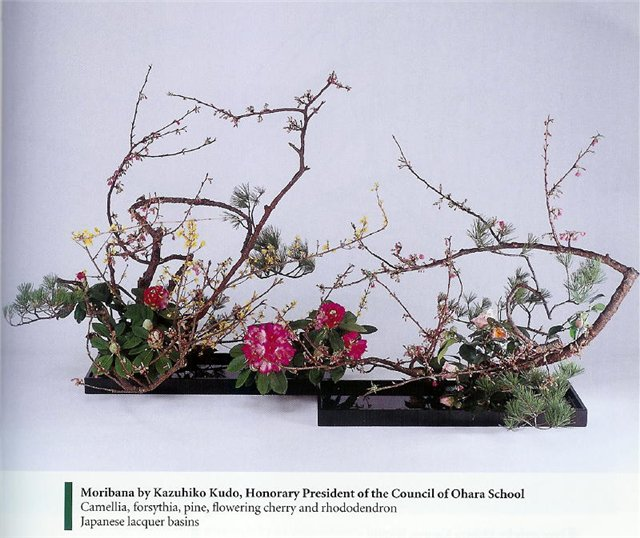 Moribana by Kazuhiko Kudo, Honorary President of the Council of Ohara School
Camellia, forsythia, pine, flowering cherry and rhododendron
Japanese lacquer basins